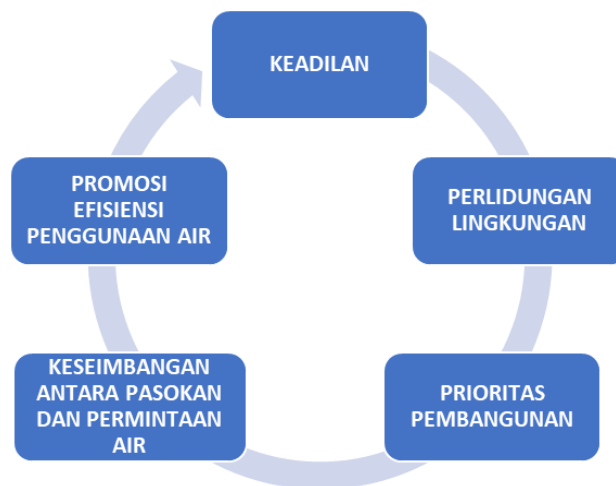 KEADILAN
PERLIDUNGAN
LINGKUNGAN
PRIORITAS
PEMBANGUNAN
KESEIMBANGAN
ANTARA PASOKAN
DAN PERMINTAAN
AIR
PROMOSI
EFISIENSI
PENGGUNAAN AIR